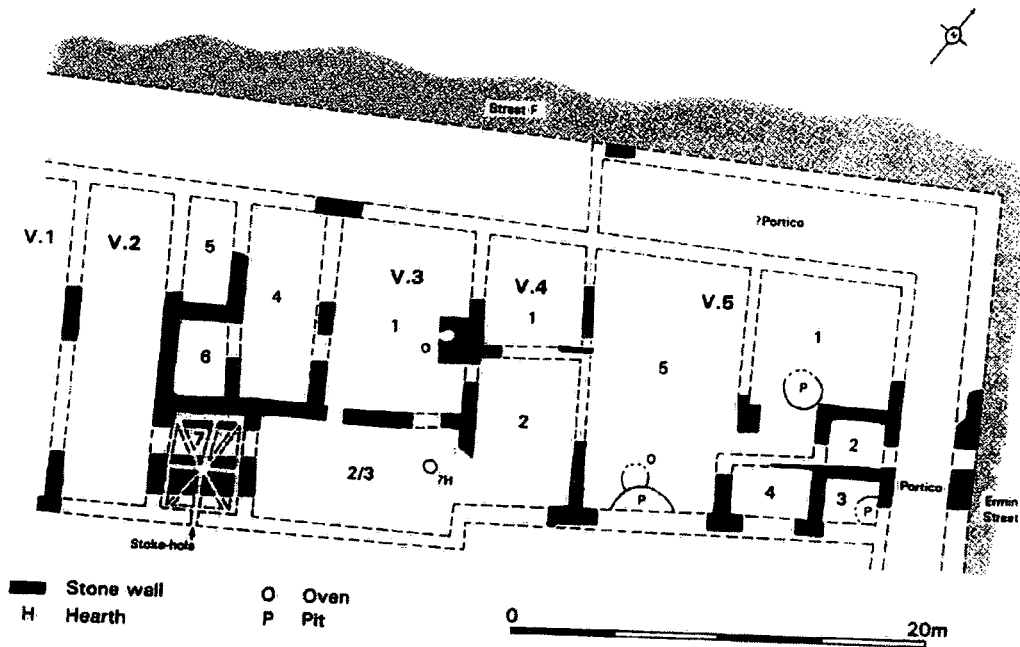 Street F
?Portico
V.1
V.2
5
4
V.3
1
V.4
1
V.5
1
O
6
5
P
2
2
7
2/3
?H
O
P
4
3
P
Portico
Ermin
Street
Stoke-hole
Stone wall
H Hearth
O Oven
P Pit
0
20m